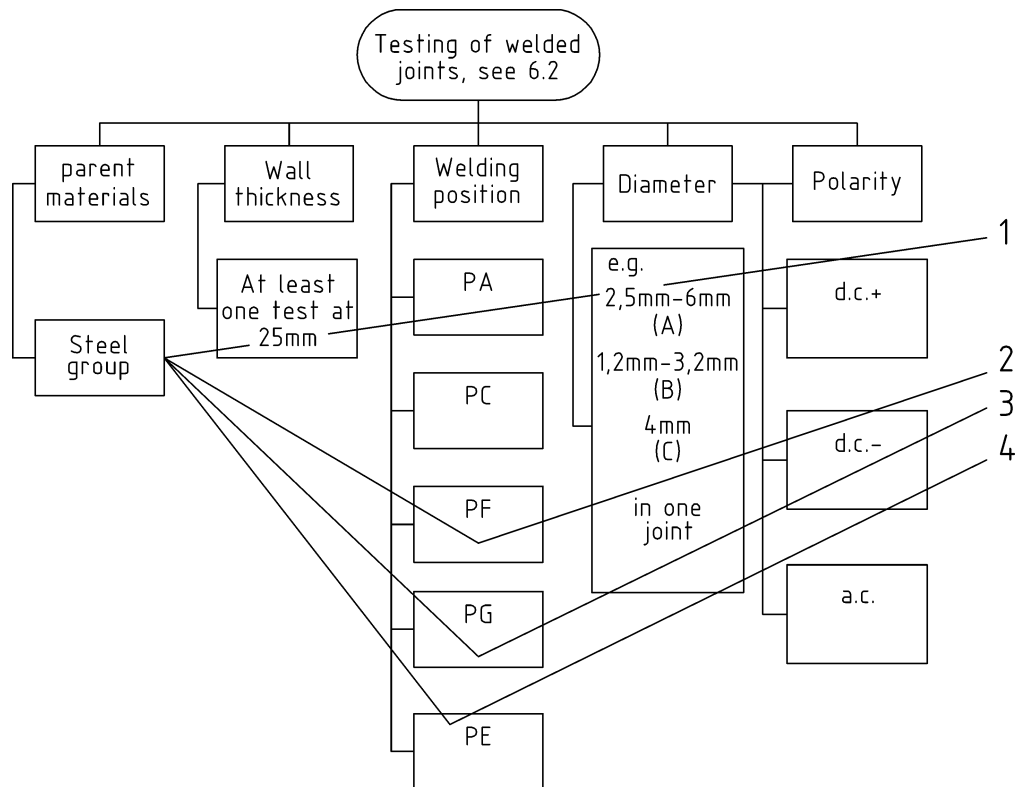 Testing of welded
joints, see 6.2
parent
materials
Wall
thickness
Welding
position
Diameter
Polarity
Steel
group
At least
one test at
25mm
PA
PC
PF
PG
PE
e.g.
2,5mm-6mm
(A)
1,2mm-3,2mm
(B)
4mm
(C)
in one
joint
d.c.+
d.c.-
a.c.
1
2
3
4